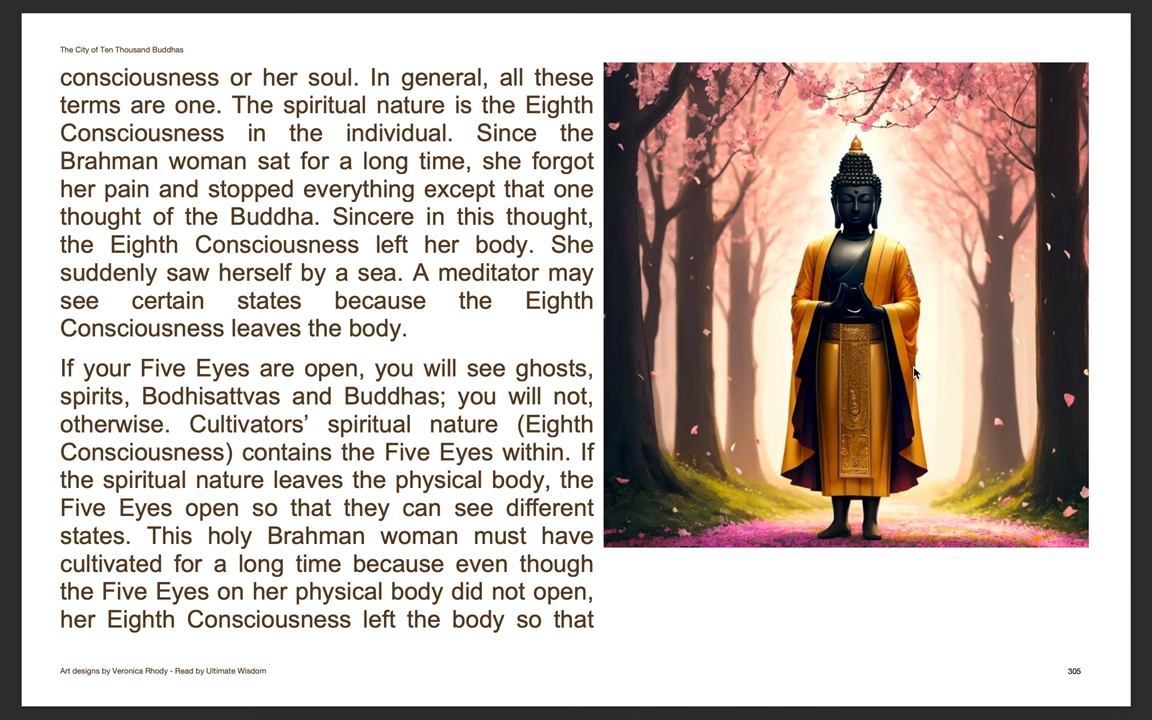 The City of Ten Thousand Buddhas
consciousness or her soul. In general, all these
terms are one. The spiritual nature is the Eighth
Consciousness in the individual. Since the
Brahman woman sat for a long time, she forgot
her pain and stopped everything except that one
thought of the Buddha. Sincere in this thought,
the Eighth Consciousness left her body. She
suddenly saw herself by a sea. A meditator may
see certain states because the Eighth
Consciousness leaves the body.
If your Five Eyes are open, you will see ghosts,
spirits, Bodhisattvas and Buddhas; you will not,
otherwise. Cultivators’ spiritual nature (Eighth
Consciousness) contains the Five Eyes within. If
the spiritual nature leaves the physical body, the
Five Eyes open so that they can see different
states. This holy Brahman woman must have
cultivated for a long time because even though
the Five Eyes on her physical body did not open,
her Eighth Consciousness left the body so that
Art designs by Veronica Rhody - Read by Ultimate Wisdom
305